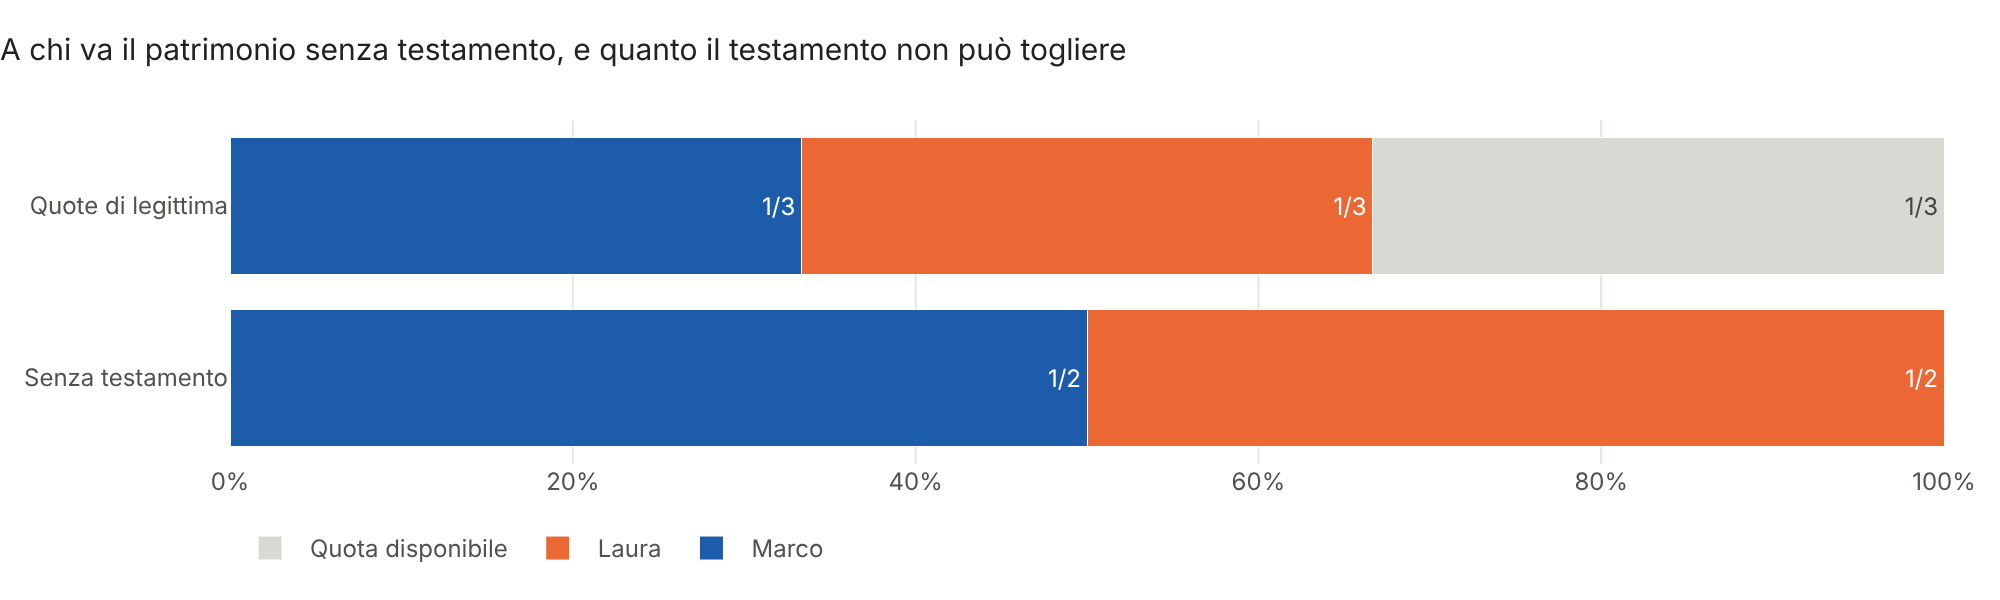 A chi va il patrimonio senza testamento, e quanto il testamento non può togliere
Quote di legittima
1/3
1/3
1/3
Senza testamento
1/2
1/2
0%
20%
40%
60%
80%
100%
Quota disponibile
Laura
Marco